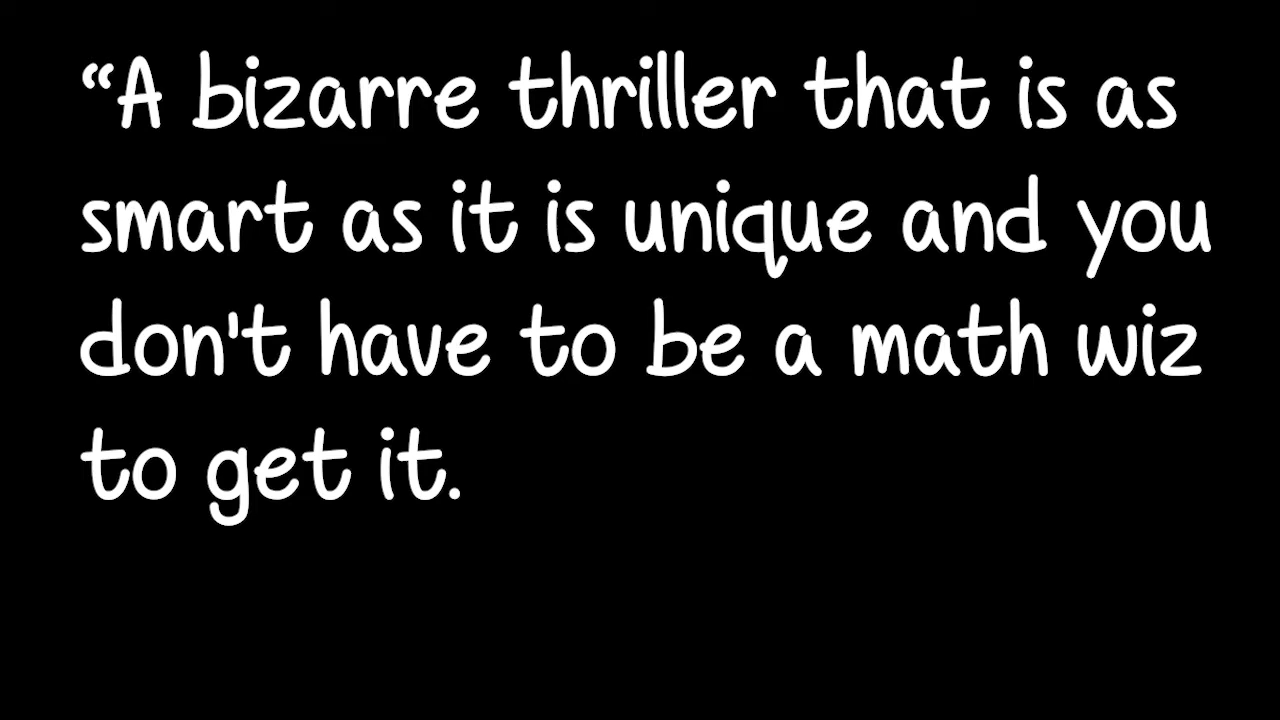 “A bizarre thriller that is as
smart as it is unique and you
don't have to be a math wiz
to get it.